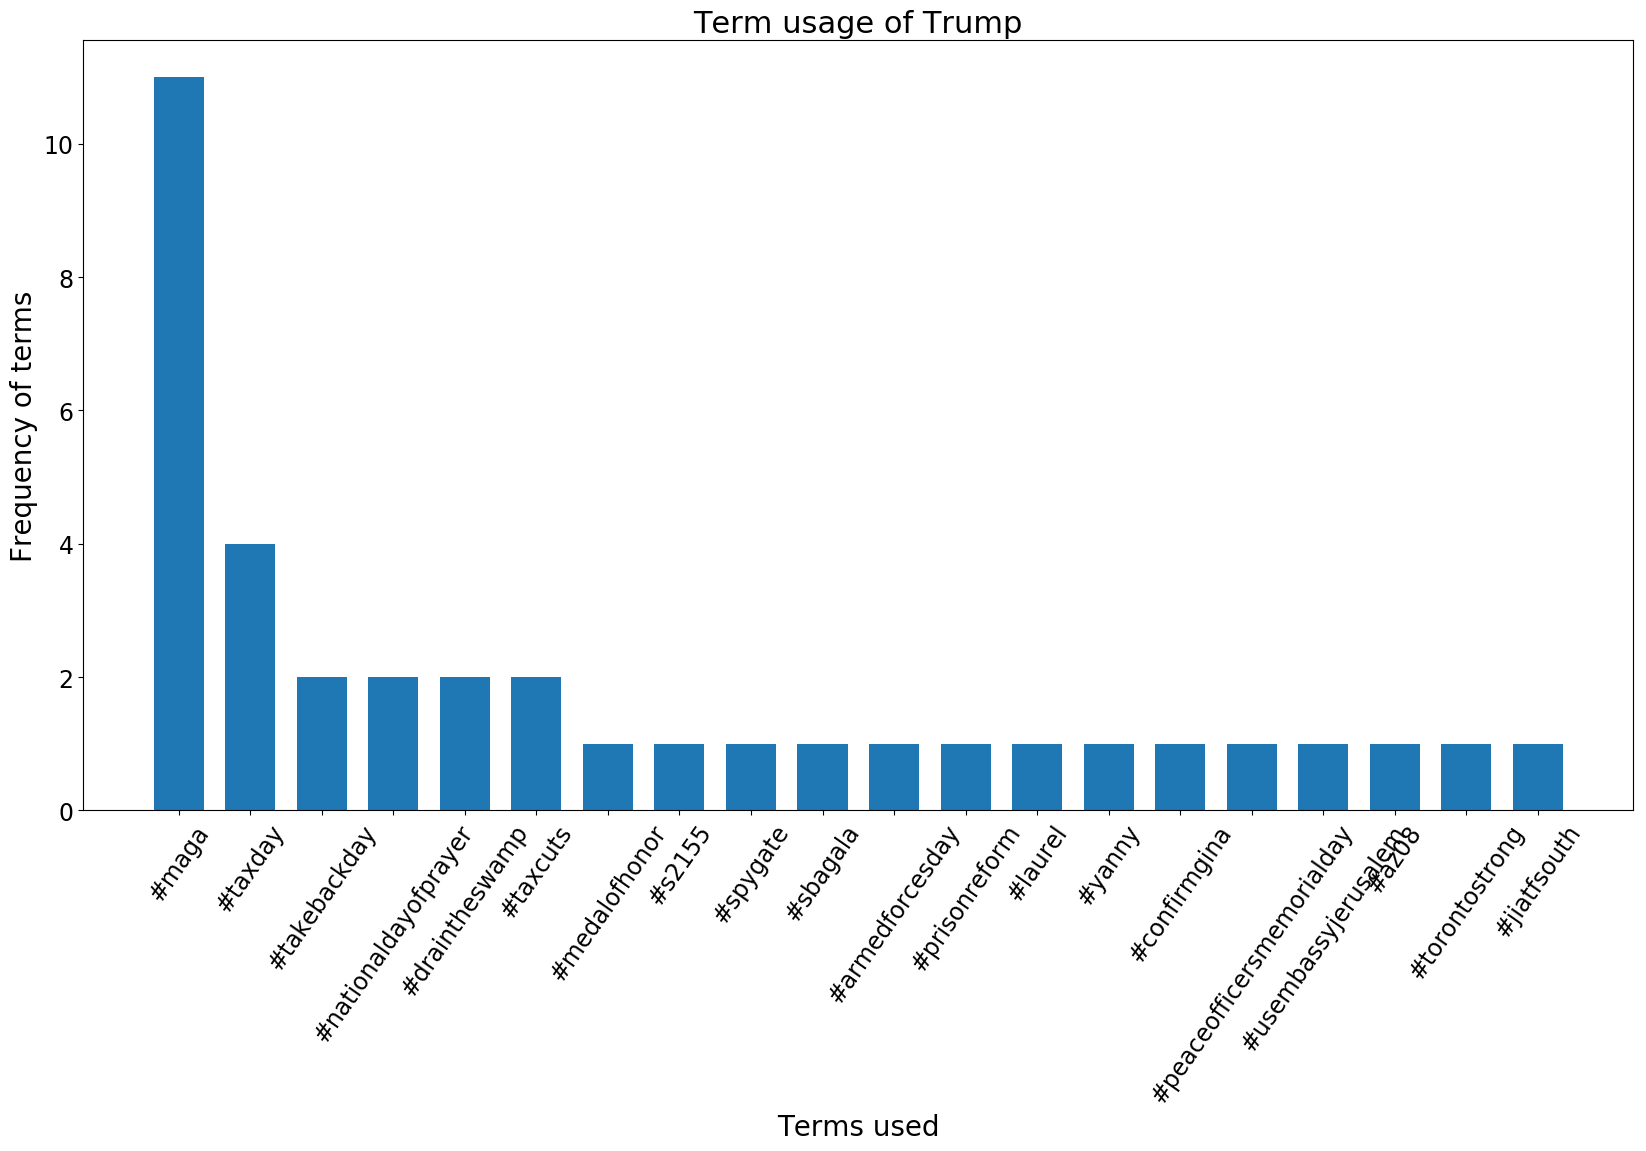 Term usage of Trump
Frequency of terms
10
8
6
4
2
0
#maga
#taxday
#takebackday
#nationaldayofprayer
#draintheswamp
#taxcuts
#medalofhonor
#s2155
#spygate
#sbagala
#armedforcesday
#prisonreform
#laurel
#yanny
#confirmgina
#peaceofficersmemorialday
#usembassyjerusalem
#az08
#torontostrong
#jiatfsouth
Terms used